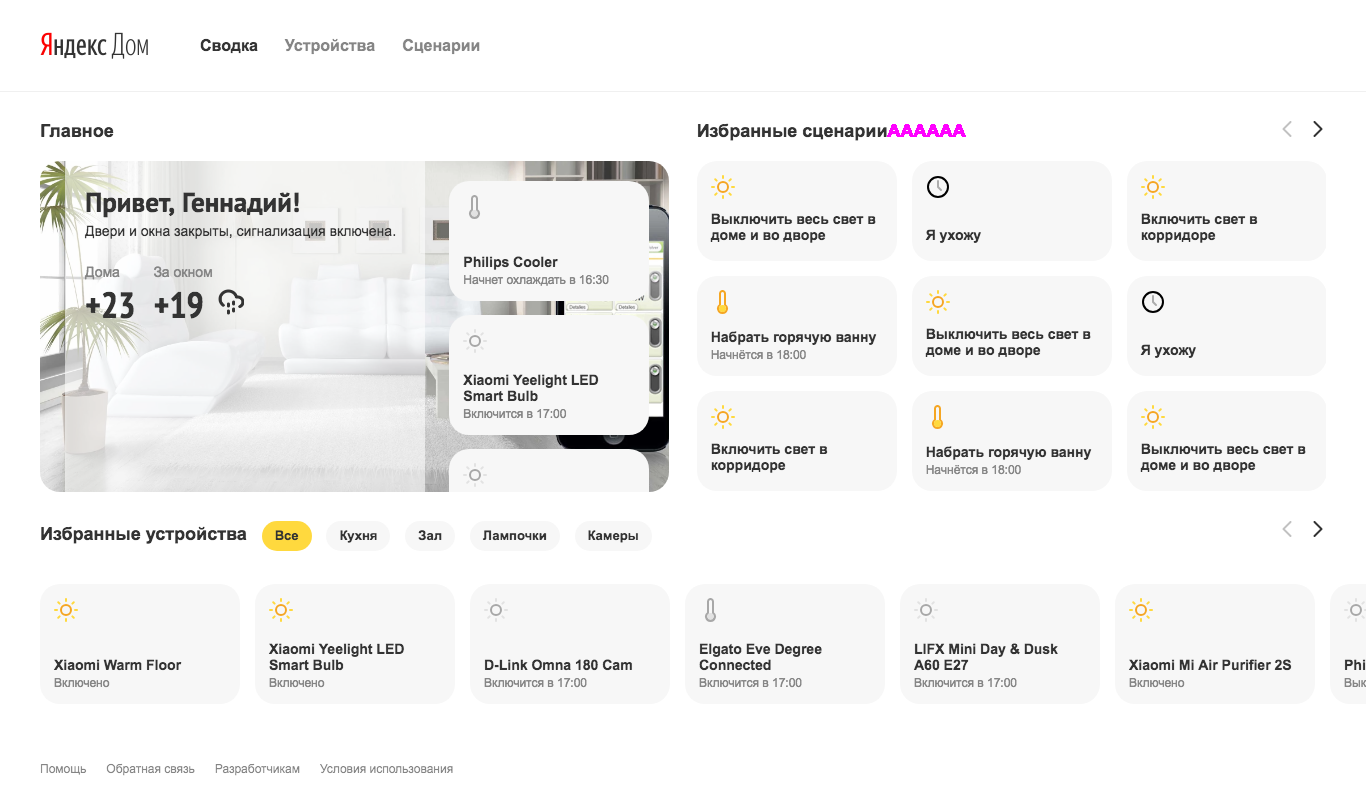 Яндекс Дом
Сводка Устройства Сценарии
Главное
Привет, Геннадий!
Двери и окна закрыты, сигнализация включена.
Дома За окном
+23 +19
Philips Cooler
Начнет охлаждать в 16:30
Xiaomi Yeelight LED
Smart Bulb
Включится в 17:00
Detailes Detailes
Избранные сценарииАААААА
Выключить весь свет в
доме и во дворе
Я ухожу
Включить свет в
корридоре
Набрать горячую ванну
Начнётся в 18:00
Выключить весь свет в
доме и во дворе
Я ухожу
Включить свет в
корридоре
Набрать горячую ванну
Начнётся в 18:00
Выключить весь свет в
доме и во дворе
Избранные устройства Все Кухня Зал Лампочки Камеры
Xiaomi Warm Floor
Включено
Xiaomi Yeelight LED
Smart Bulb
Включено
D-Link Omna 180 Cam
Включится в 17:00
Elgato Eve Degree
Connected
Включится в 17:00
LIFX Mini Day & Dusk
A60 E27
Включится в 17:00
Xiaomi Mi Air Purifier 2S
Включено
Phi
Вык
Помощь Обратная связь Разработчикам Условия использования